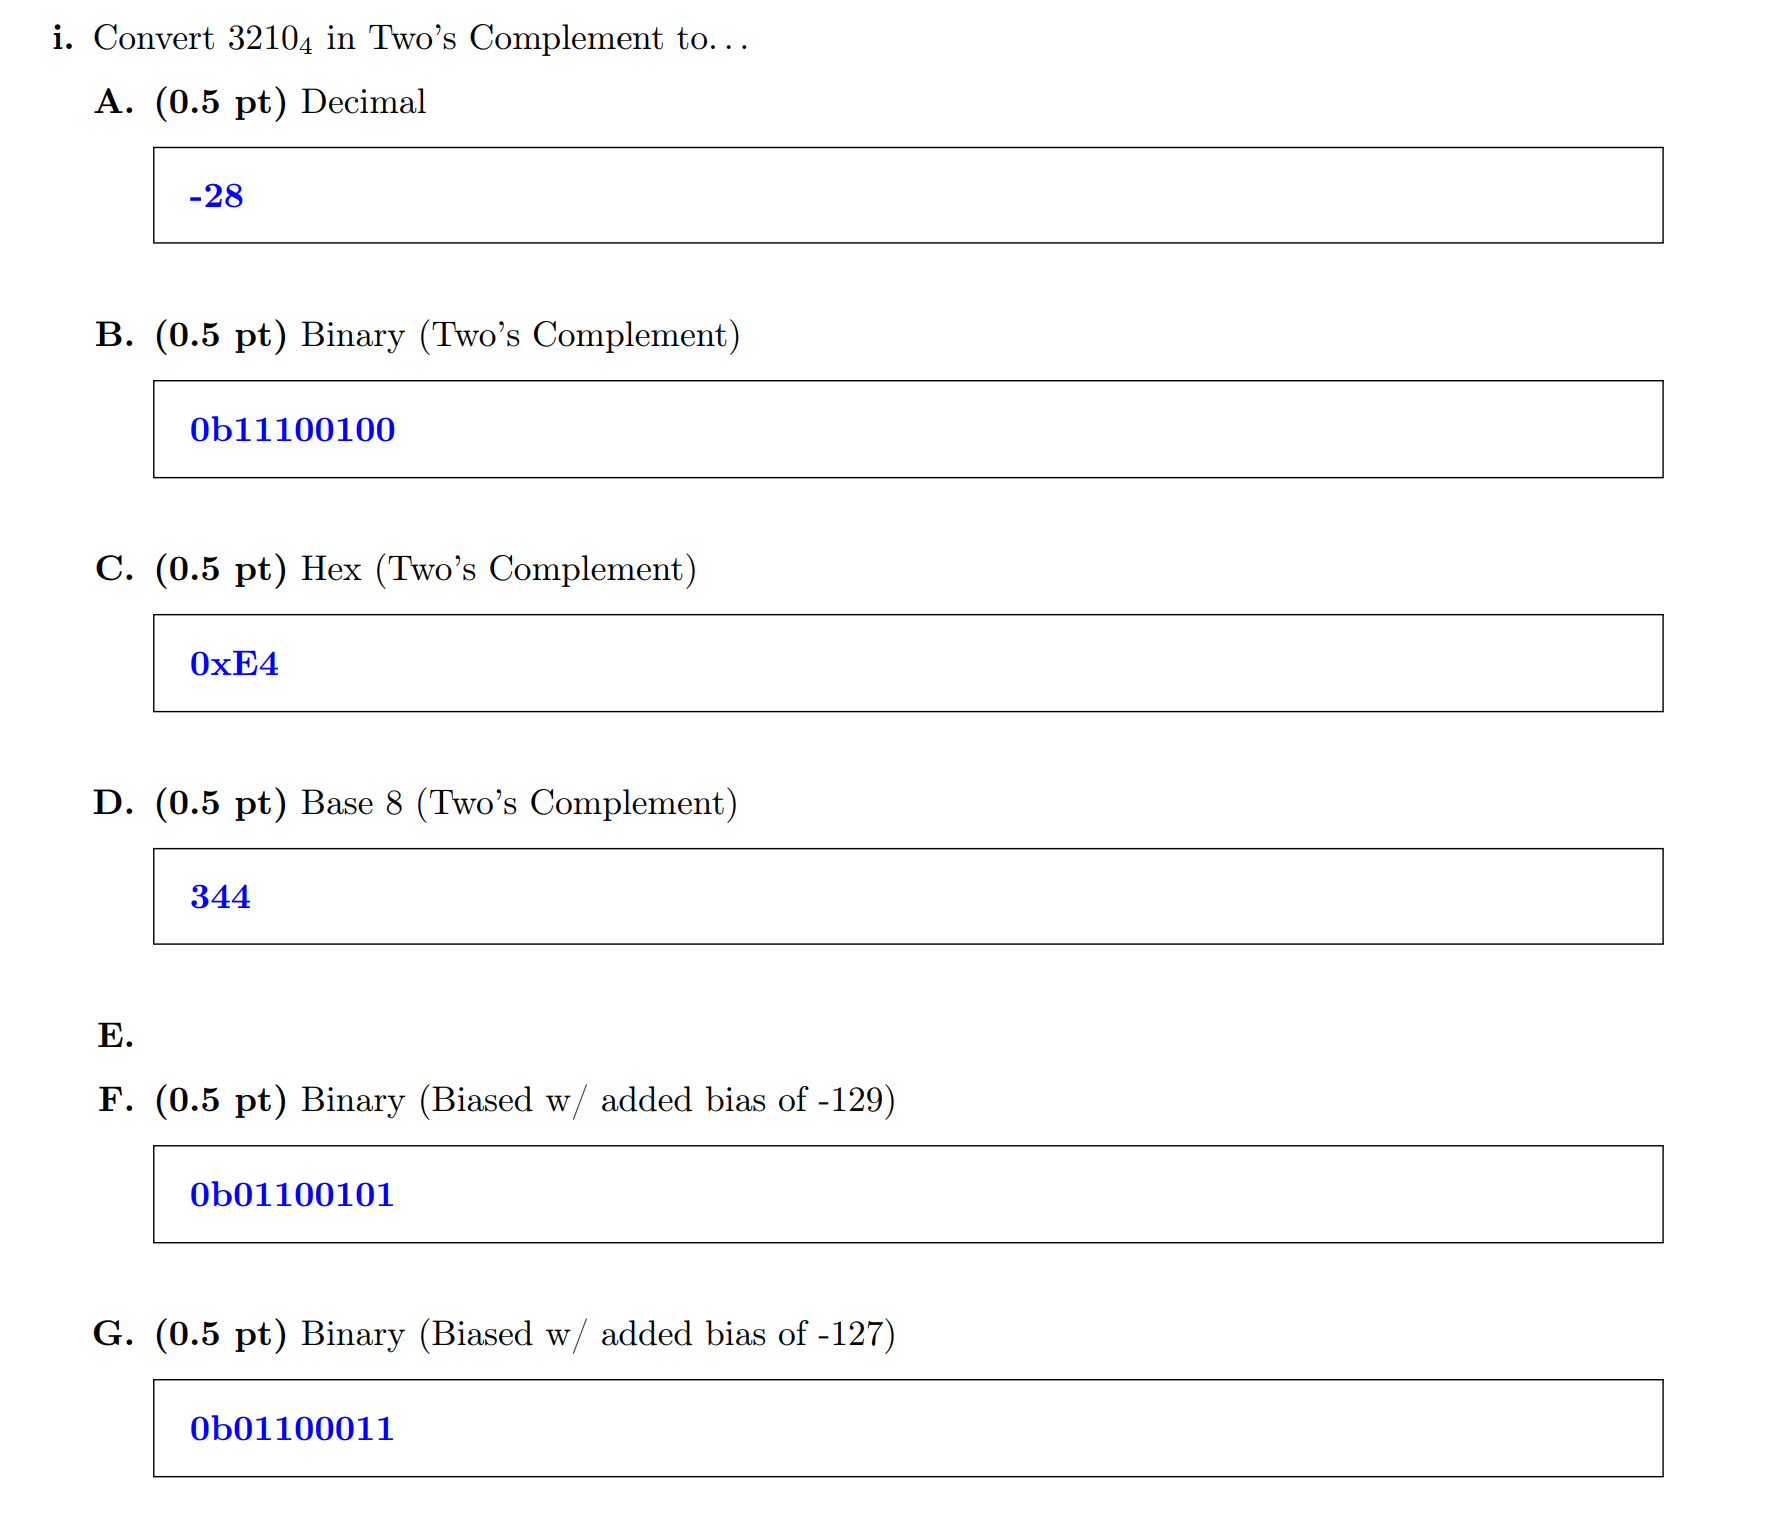 i. Convert 3210₄ in Two's Complement to...
A. (0.5 pt) Decimal
-28
B. (0.5 pt) Binary (Two's Complement)
0b11100100
C. (0.5 pt) Hex (Two's Complement)
0xE4
D. (0.5 pt) Base 8 (Two's Complement)
344
E.
F. (0.5 pt) Binary (Biased w/ added bias of -129)
0b01100101
G. (0.5 pt) Binary (Biased w/ added bias of -127)
0b01100011